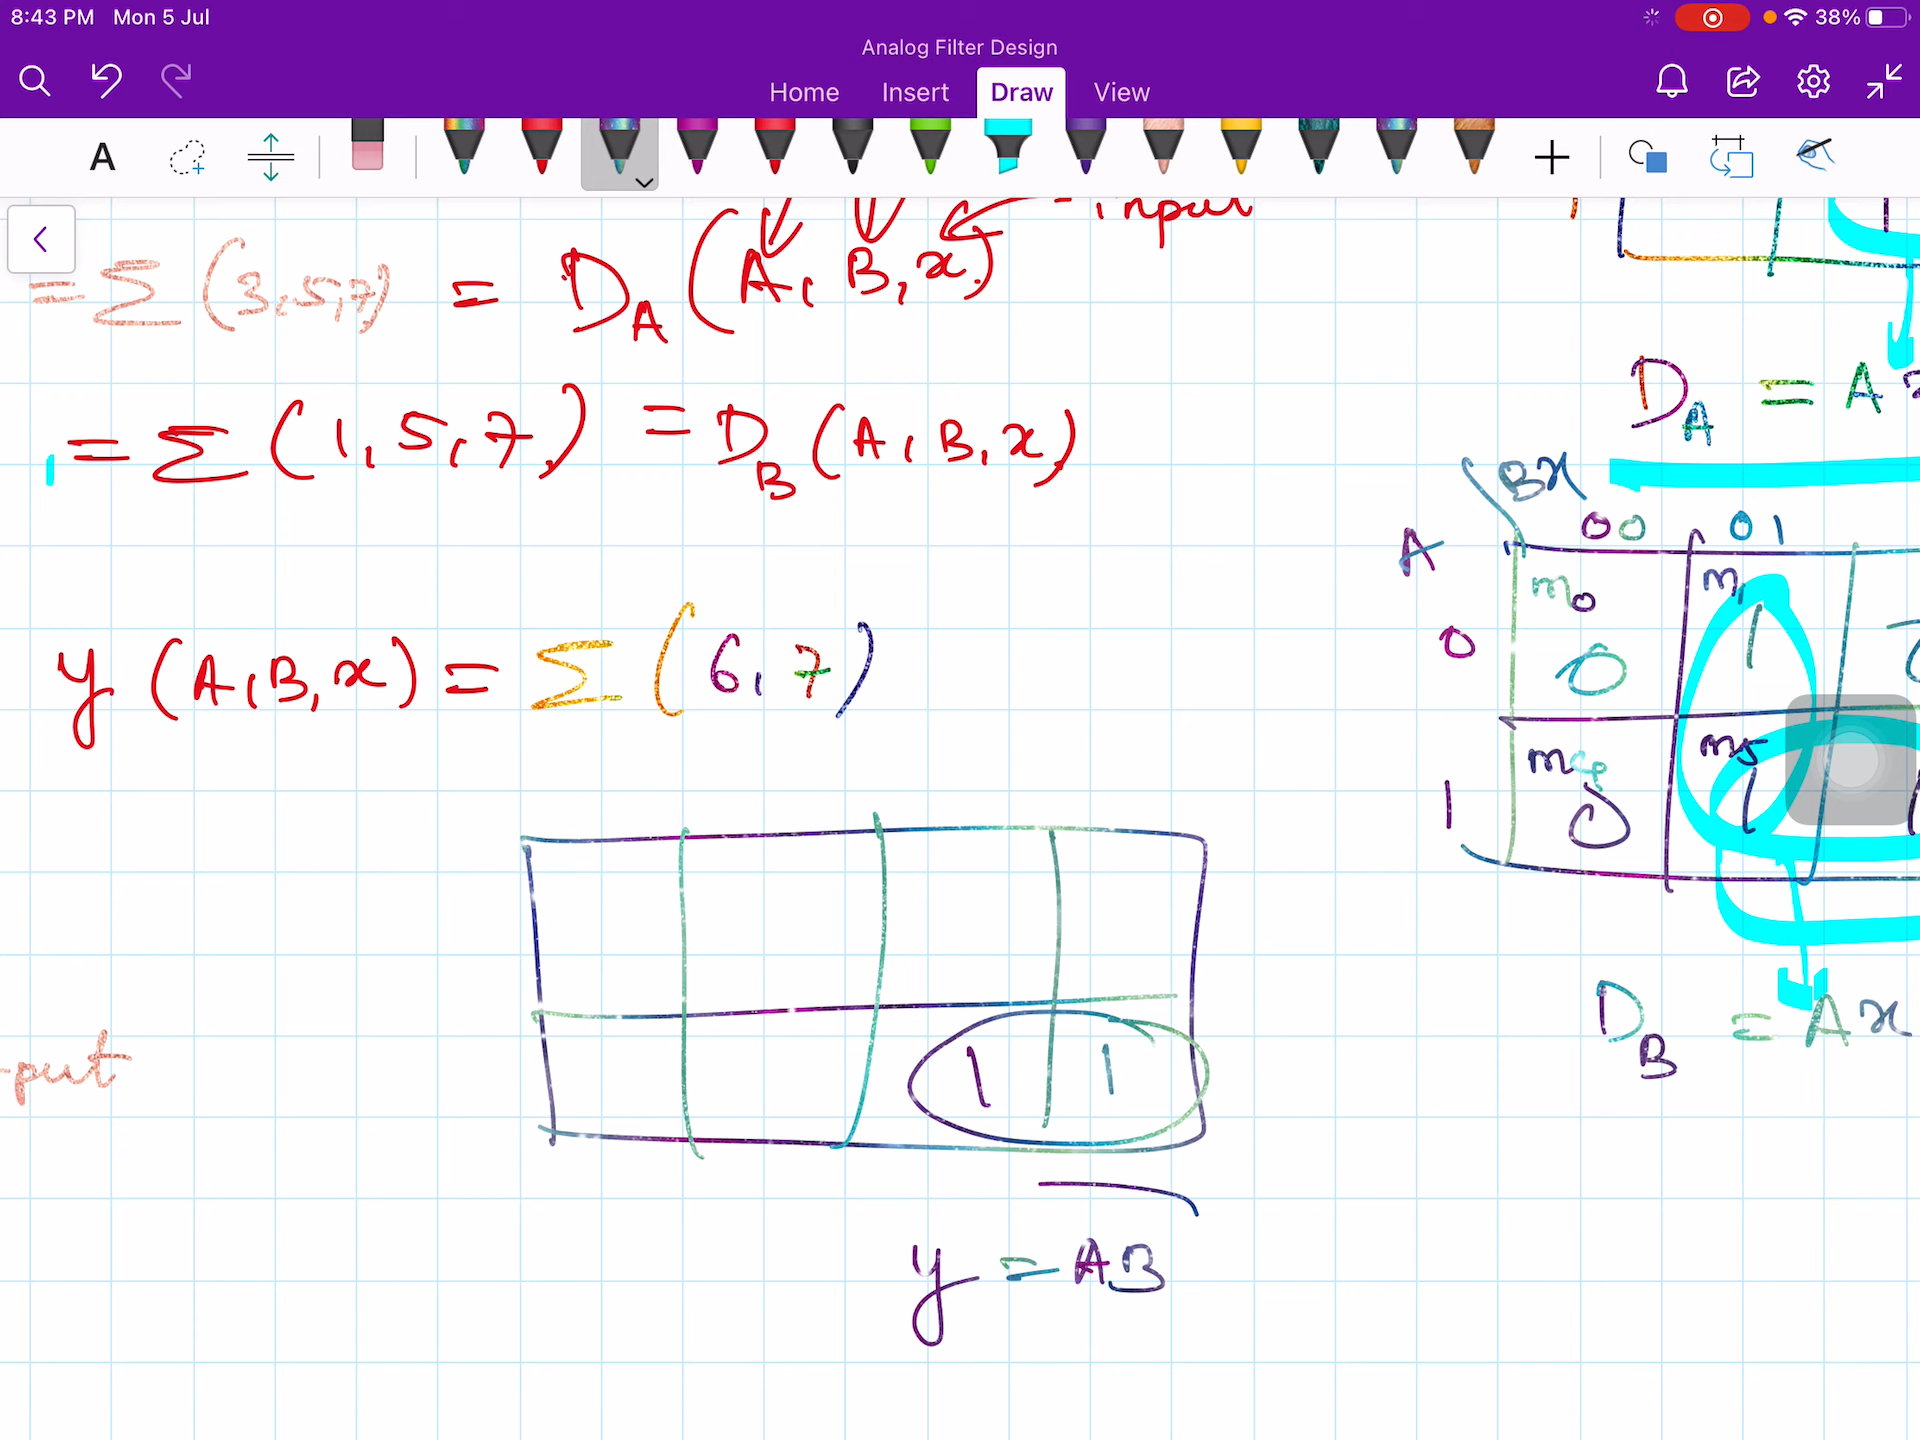 8:43 PM Mon 5 Jul
38%
Analog Filter Design
Home Insert Draw View
A
input
= Σ (3,5,7) = D_A (A, B, x)
= Σ (1,5,7) = D_B (A, B, x)
y (A, B, x) = Σ (6, 7)
1 1
y = AB
-put
D_A = A
Bx
00 01
A
m0 m1
0 0 1
m4 m5
1 0 1
D_B = Ax